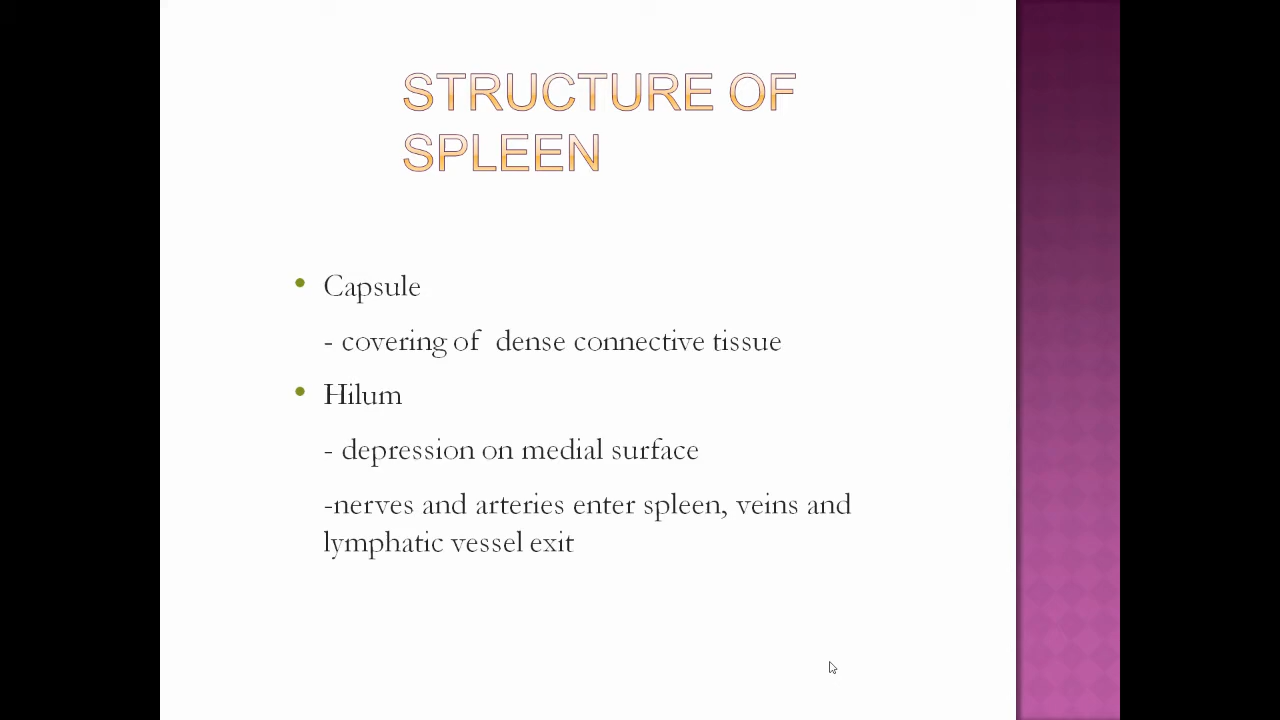 STRUCTURE OF
SPLEEN
• Capsule
- covering of dense connective tissue
• Hilum
- depression on medial surface
-nerves and arteries enter spleen, veins and
lymphatic vessel exit